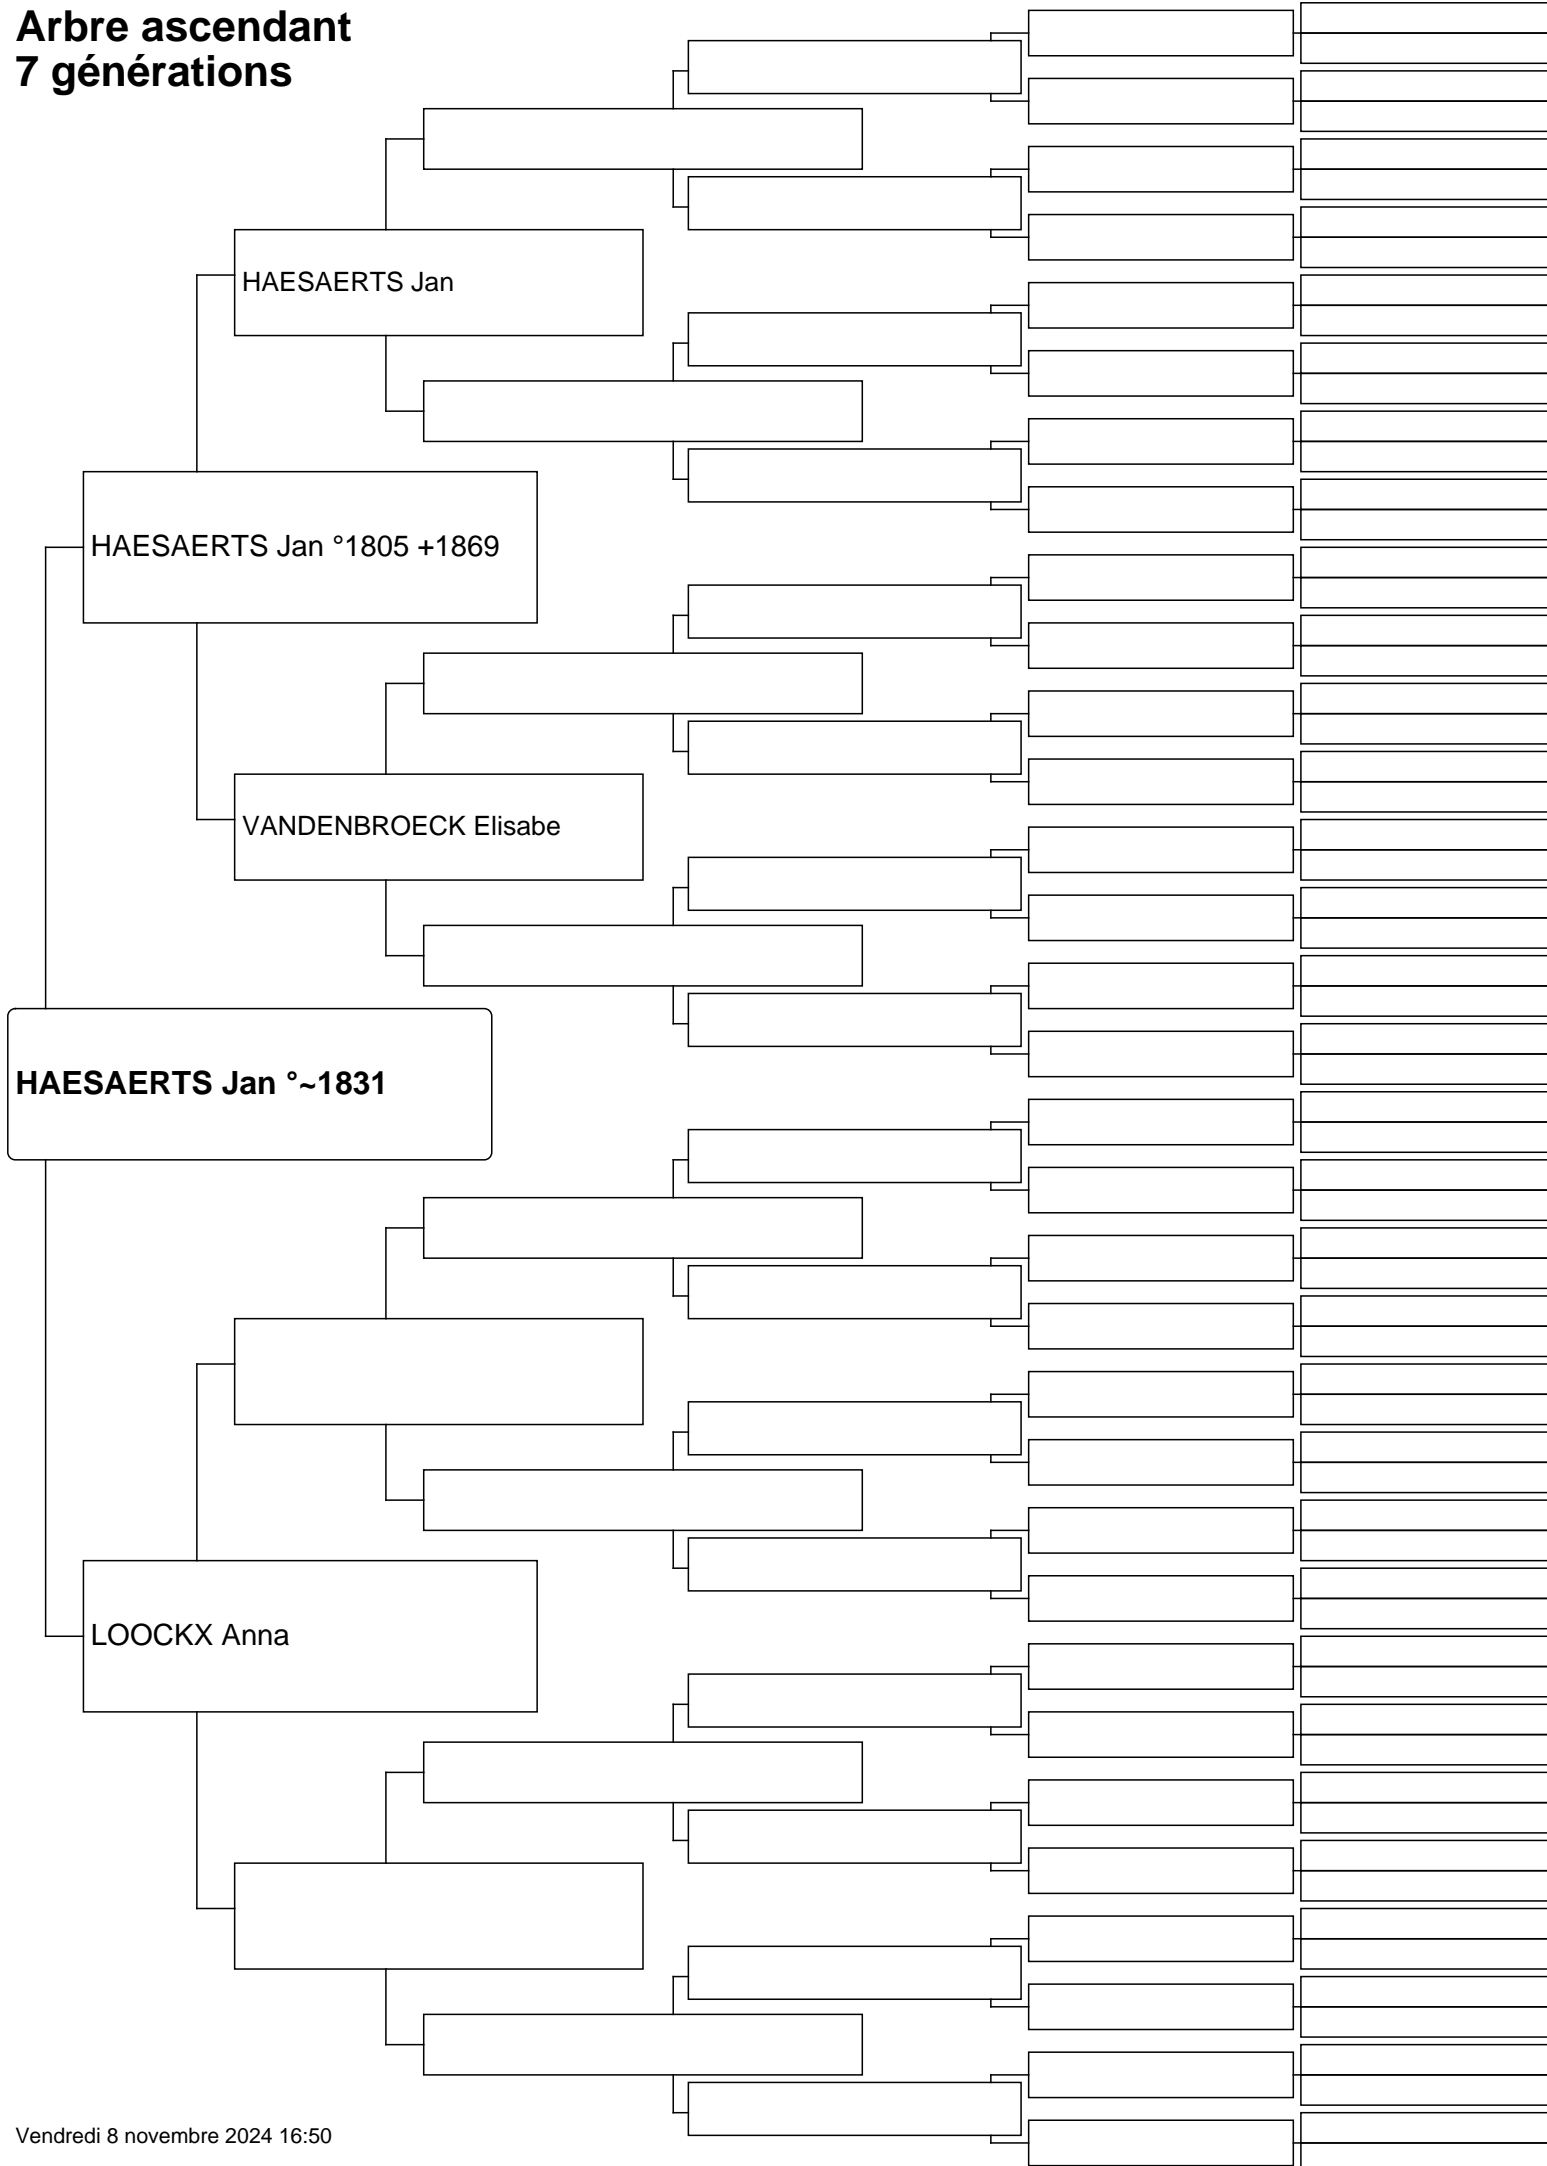 Arbre ascendant
7 générations
HAESAERTS Jan
HAESAERTS Jan °1805 +1869
VANDENBROECK Elisabe
HAESAERTS Jan °~1831
LOOCKX Anna
Vendredi 8 novembre 2024 16:50